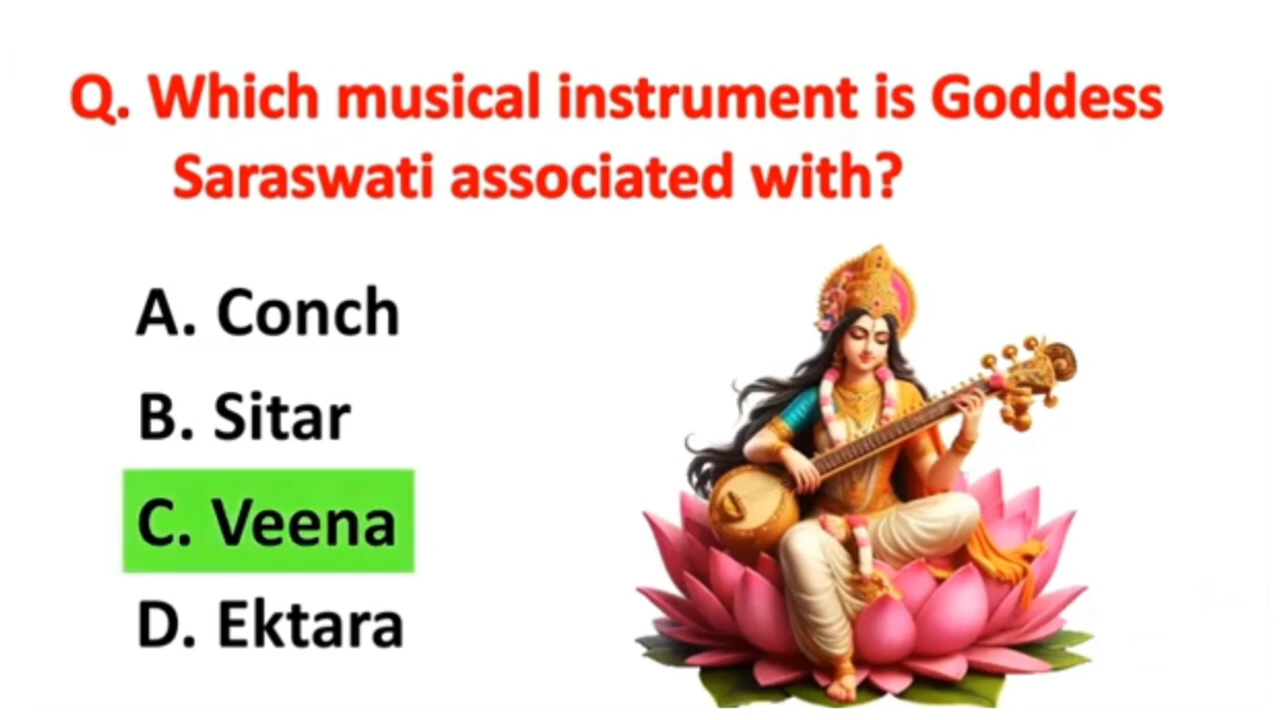 Q. Which musical instrument is Goddess
Saraswati associated with?
A. Conch
B. Sitar
C. Veena
D. Ektara